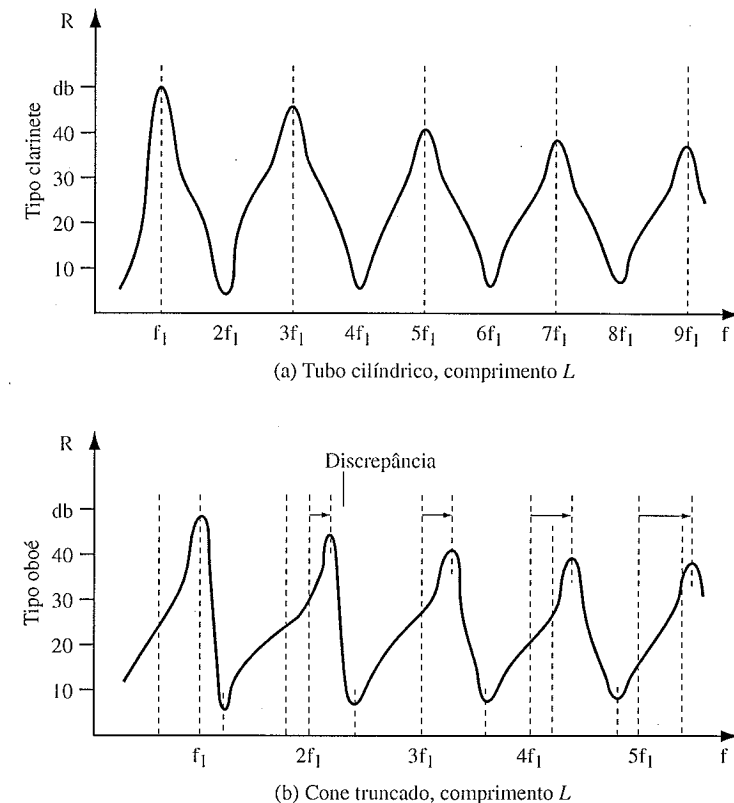 R
Tipo clarinete
db
40
30
20
10
f₁ 2f₁ 3f₁ 4f₁ 5f₁ 6f₁ 7f₁ 8f₁ 9f₁ f
(a) Tubo cilíndrico, comprimento L
R
Discrepância
Tipo oboé
db
40
30
20
10
f₁ 2f₁ 3f₁ 4f₁ 5f₁ f
(b) Cone truncado, comprimento L